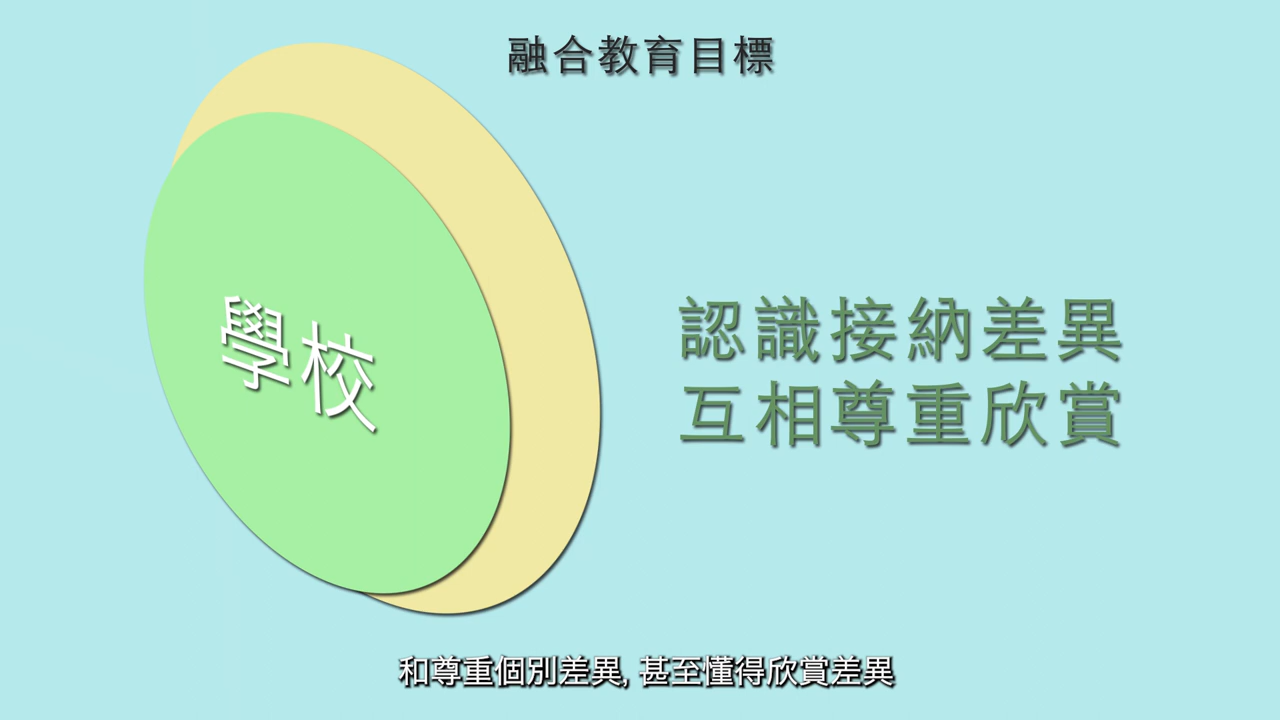 融合教育目標
學校
認識接納差異
互相尊重欣賞
和尊重個別差異, 甚至懂得欣賞差異